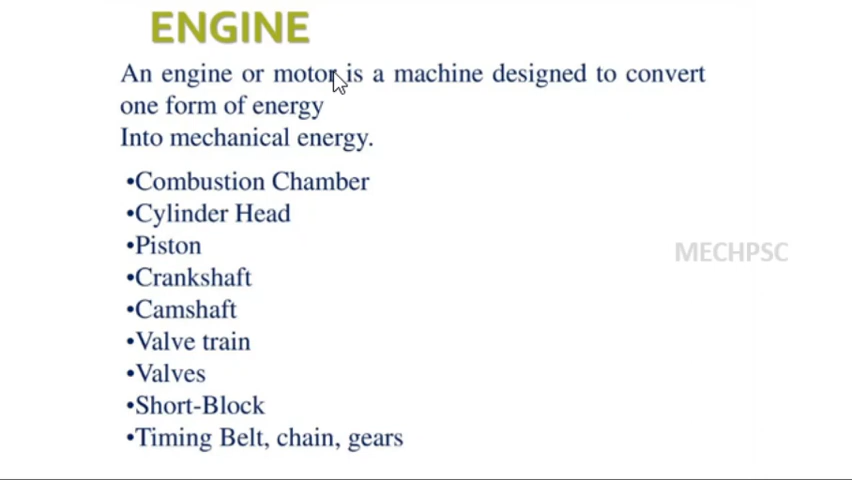 ENGINE
An engine or motor is a machine designed to convert
one form of energy
Into mechanical energy.
•Combustion Chamber
•Cylinder Head
•Piston
•Crankshaft
•Camshaft
•Valve train
•Valves
•Short-Block
•Timing Belt, chain, gears
MECHPSC